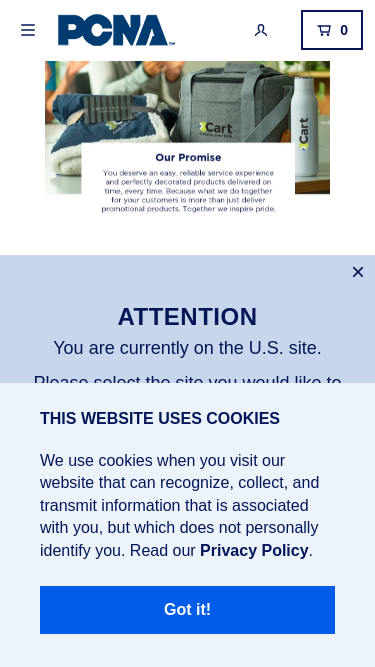 PCNA
0
Cart
Cart
Our Promise
You deserve an easy, reliable service experience
and perfectly decorated products delivered on
time, every time. Because what we do together
for your customers is more than just deliver
promotional products. Together we inspire pride.
ATTENTION
You are currently on the U.S. site.
Please select the site you would like to
THIS WEBSITE USES COOKIES
We use cookies when you visit our
website that can recognize, collect, and
transmit information that is associated
with you, but which does not personally
identify you. Read our Privacy Policy.
Got it!